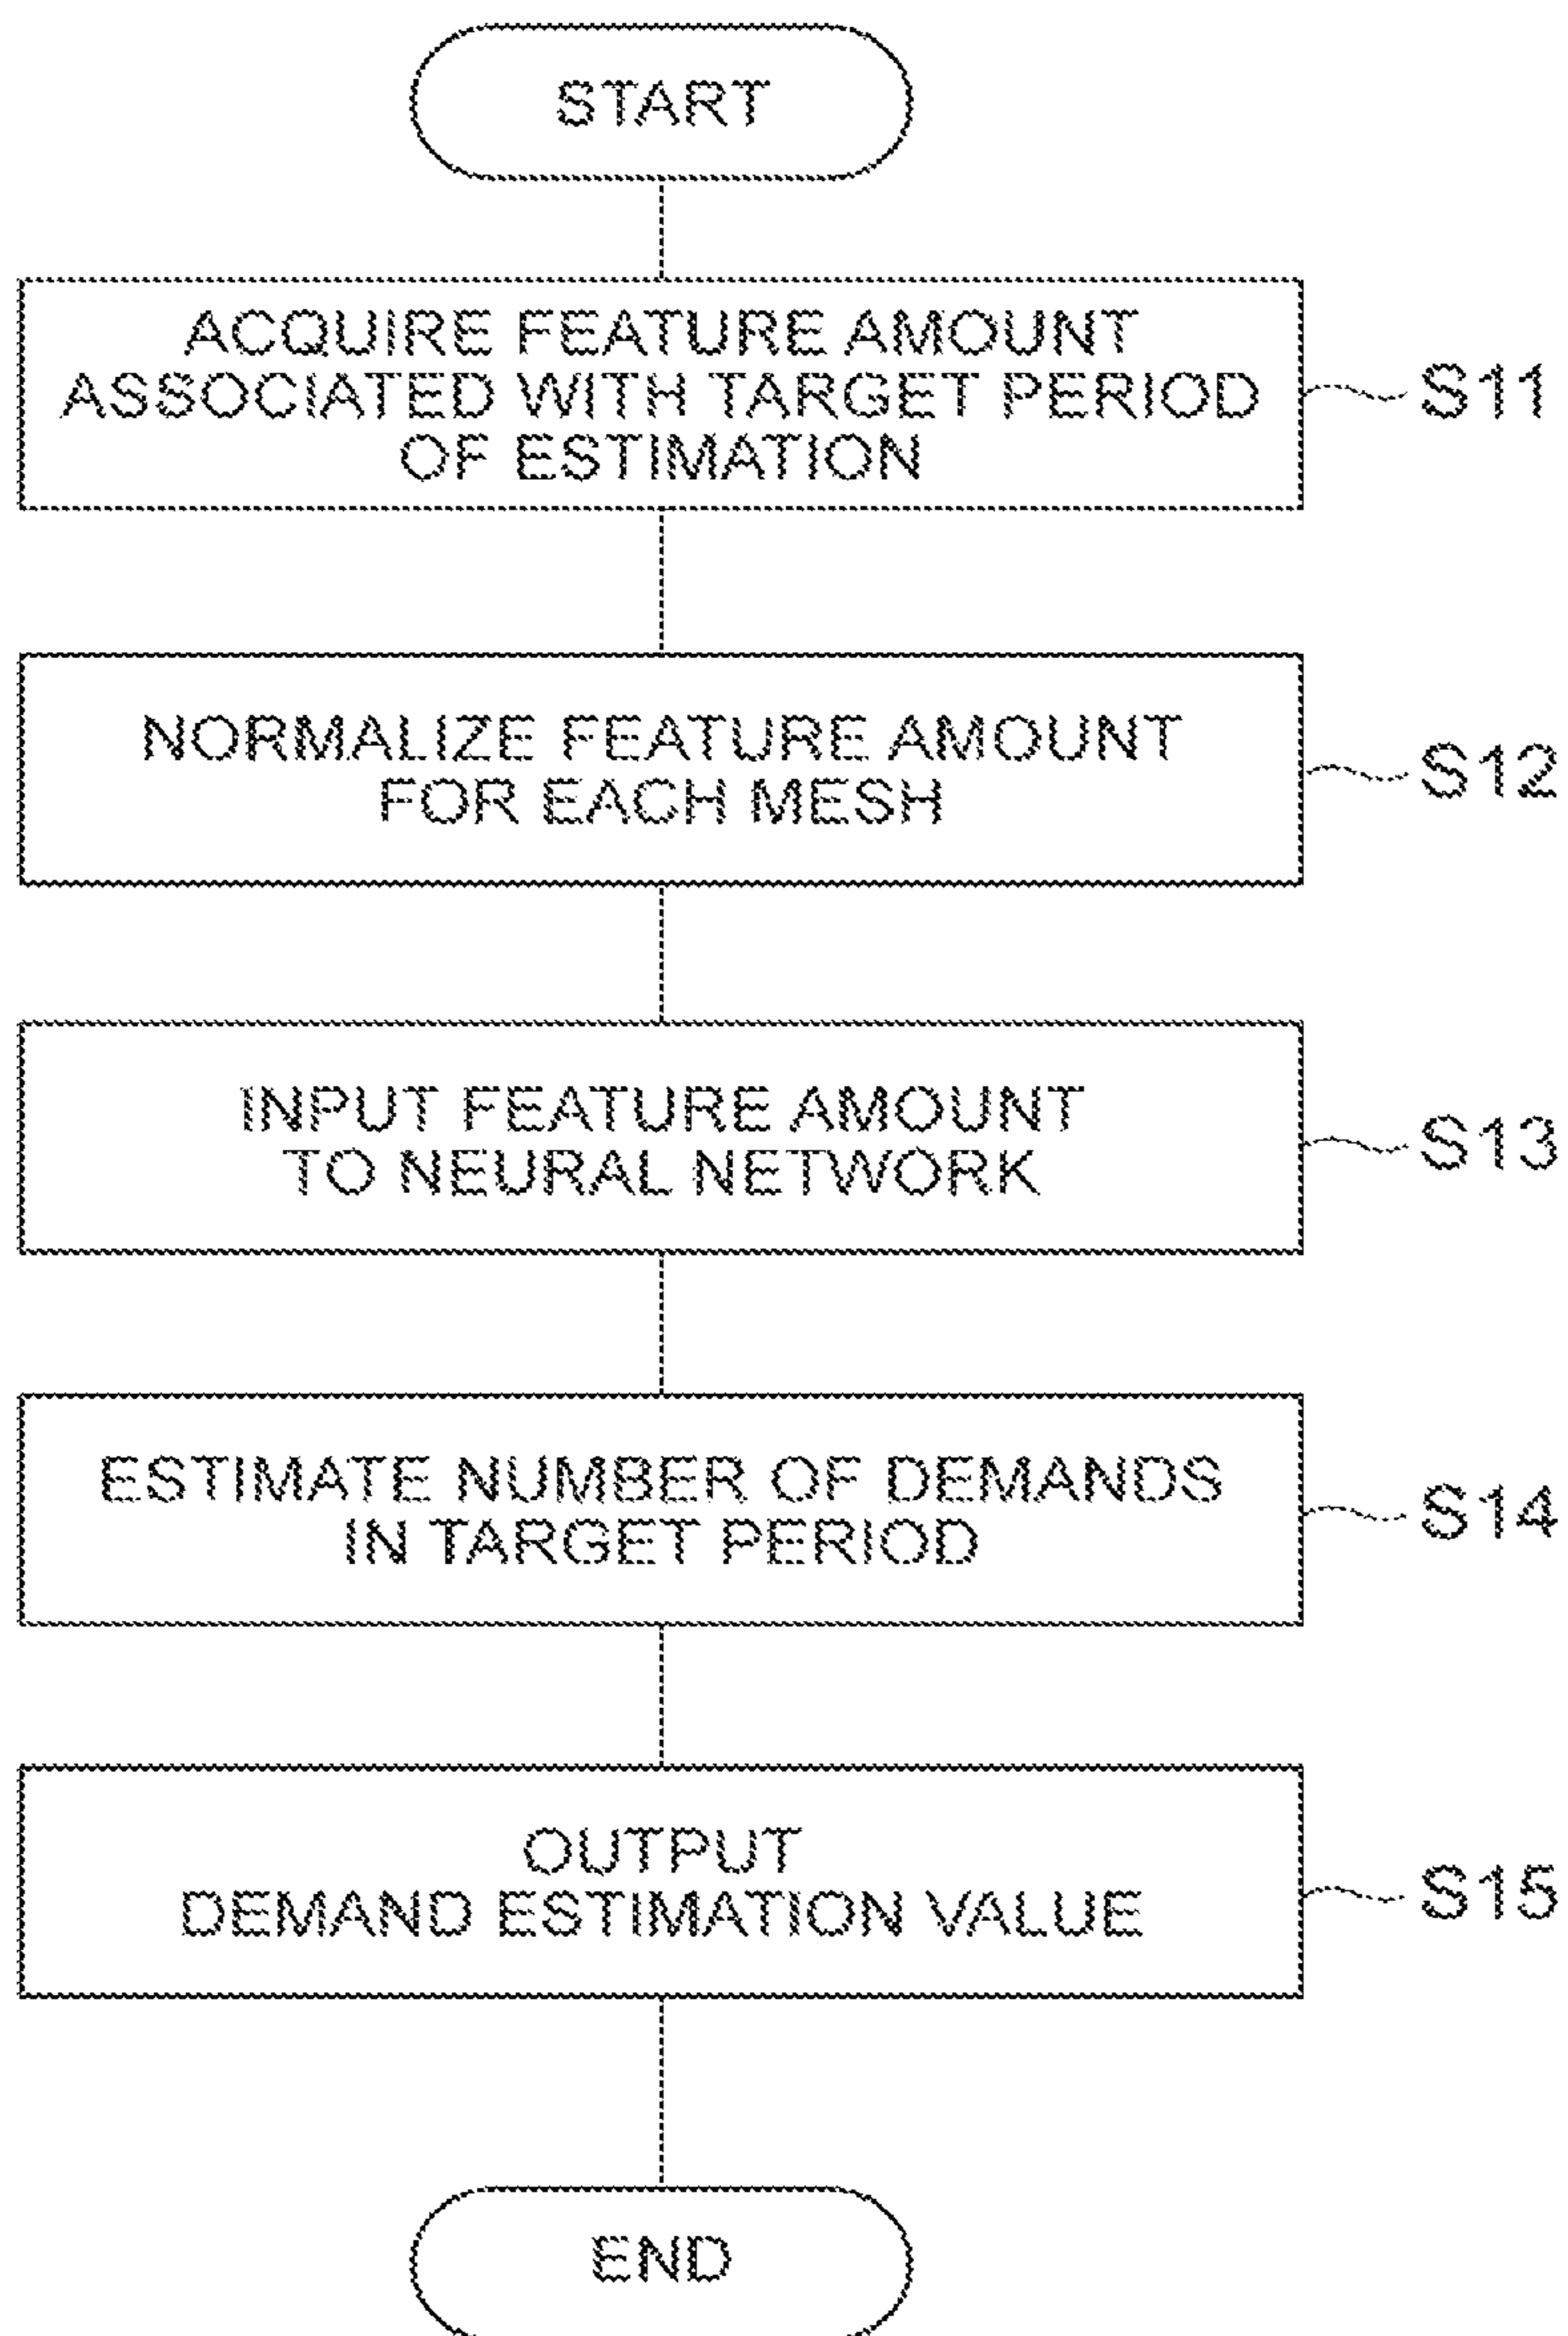 START
ACQUIRE FEATURE AMOUNT
ASSOCIATED WITH TARGET PERIOD
OF ESTIMATION
S11
NORMALIZE FEATURE AMOUNT
FOR EACH MESH
S12
INPUT FEATURE AMOUNT
TO NEURAL NETWORK
S13
ESTIMATE NUMBER OF DEMANDS
IN TARGET PERIOD
S14
OUTPUT
DEMAND ESTIMATION VALUE
S15
END